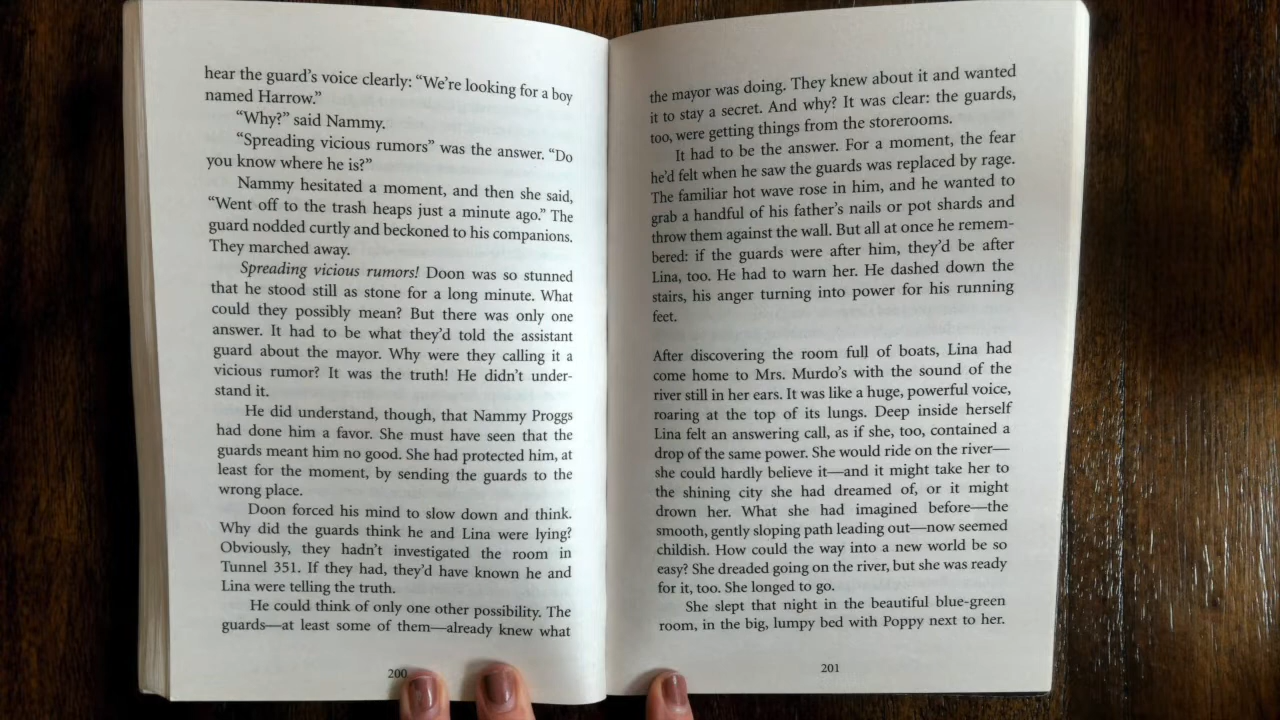 hear the guard's voice clearly: “We're looking for a boy
named Harrow.”
“Why?” said Nammy.
“Spreading vicious rumors” was the answer. “Do
you know where he is?”
Nammy hesitated a moment, and then she said,
“Went off to the trash heaps just a minute ago.” The
guard nodded curtly and beckoned to his companions.
They marched away.
Spreading vicious rumors! Doon was so stunned
that he stood still as stone for a long minute. What
could they possibly mean? But there was only one
answer. It had to be what they'd told the assistant
guard about the mayor. Why were they calling it a
vicious rumor? It was the truth! He didn't under-
stand it.
He did understand, though, that Nammy Proggs
had done him a favor. She must have seen that the
guards meant him no good. She had protected him, at
least for the moment, by sending the guards to the
wrong place.
Doon forced his mind to slow down and think.
Why did the guards think he and Lina were lying?
Obviously, they hadn't investigated the room in
Tunnel 351. If they had, they'd have known he and
Lina were telling the truth.
He could think of only one other possibility. The
guards—at least some of them—already knew what
200
the mayor was doing. They knew about it and wanted
it to stay a secret. And why? It was clear: the guards,
too, were getting things from the storerooms.
It had to be the answer. For a moment, the fear
he'd felt when he saw the guards was replaced by rage.
The familiar hot wave rose in him, and he wanted to
grab a handful of his father's nails or pot shards and
throw them against the wall. But all at once he remem-
bered: if the guards were after him, they'd be after
Lina, too. He had to warn her. He dashed down the
stairs, his anger turning into power for his running
feet.
After discovering the room full of boats, Lina had
come home to Mrs. Murdo's with the sound of the
river still in her ears. It was like a huge, powerful voice,
roaring at the top of its lungs. Deep inside herself
Lina felt an answering call, as if she, too, contained a
drop of the same power. She would ride on the river—
she could hardly believe it—and it might take her to
the shining city she had dreamed of, or it might
drown her. What she had imagined before—the
smooth, gently sloping path leading out—now seemed
childish. How could the way into a new world be so
easy? She dreaded going on the river, but she was ready
for it, too. She longed to go.
She slept that night in the beautiful blue-green
room, in the big, lumpy bed with Poppy next to her.
201